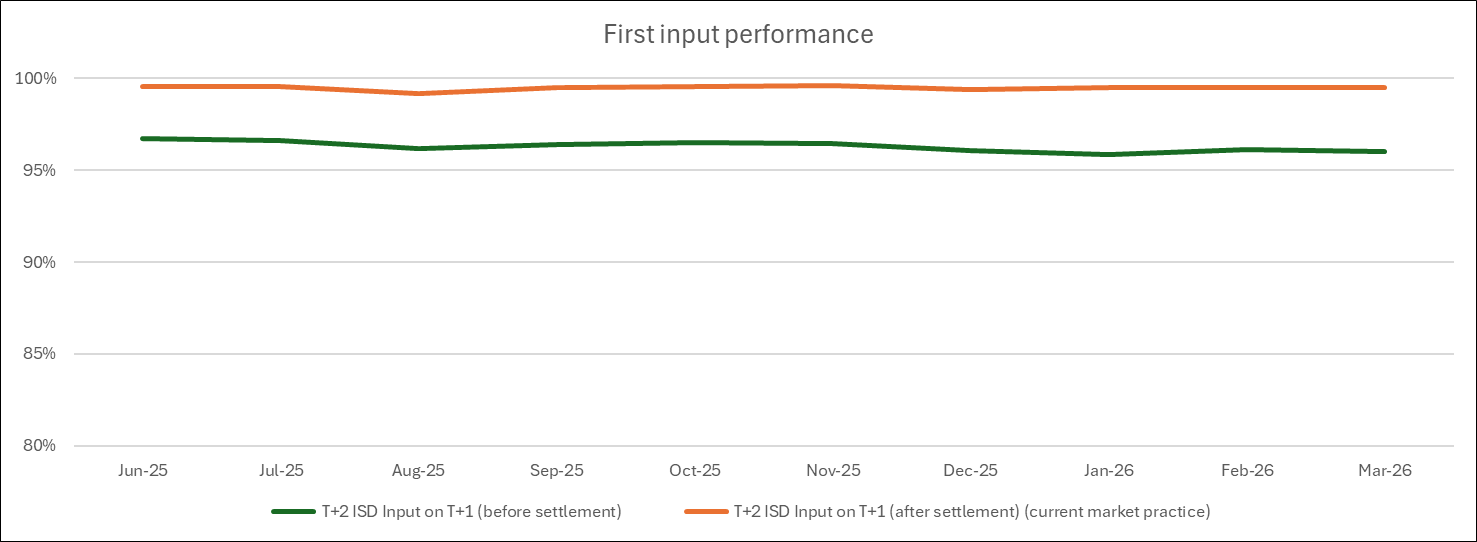 First input performance
100%
95%
90%
85%
80%
Jun-25 Jul-25 Aug-25 Sep-25 Oct-25 Nov-25 Dec-25 Jan-26 Feb-26 Mar-26
T+2 ISD Input on T+1 (before settlement) T+2 ISD Input on T+1 (after settlement) (current market practice)